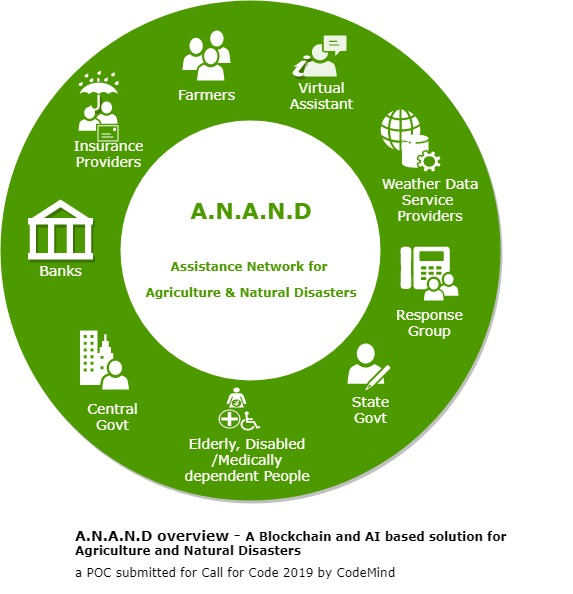 Farmers
Virtual
Assistant
Insurance
Providers
Weather Data
Service
Providers
A.N.A.N.D
Banks
Assistance Network for
Agriculture & Natural Disasters
Response
Group
Central
Govt
State
Govt
Elderly, Disabled
/Medically
dependent People
A.N.A.N.D overview - A Blockchain and AI based solution for
Agriculture and Natural Disasters
a POC submitted for Call for Code 2019 by CodeMind